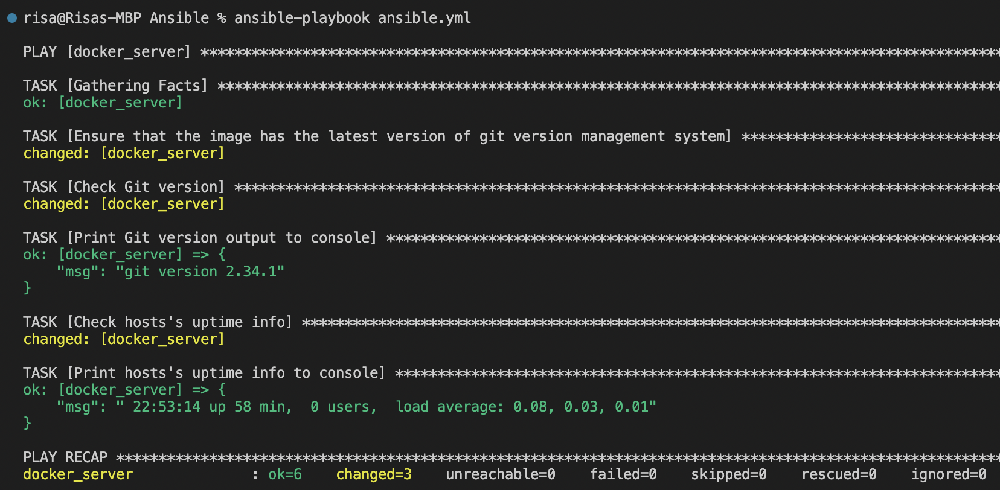 risa@Risas-MBP Ansible % ansible-playbook ansible.yml
PLAY [docker_server] **********************************************************************************************
TASK [Gathering Facts] ********************************************************************************************
ok: [docker_server]
TASK [Ensure that the image has the latest version of git version management system] *******************************
changed: [docker_server]
TASK [Check Git version] ******************************************************************************************
changed: [docker_server]
TASK [Print Git version output to console] ************************************************************************
ok: [docker_server] => {
    "msg": "git version 2.34.1"
}
TASK [Check hosts's uptime info] **********************************************************************************
changed: [docker_server]
TASK [Print hosts's uptime info to console] ***********************************************************************
ok: [docker_server] => {
    "msg": " 22:53:14 up 58 min,  0 users,  load average: 0.08, 0.03, 0.01"
}
PLAY RECAP ********************************************************************************************************
docker_server              : ok=6    changed=3    unreachable=0    failed=0    skipped=0    rescued=0    ignored=0